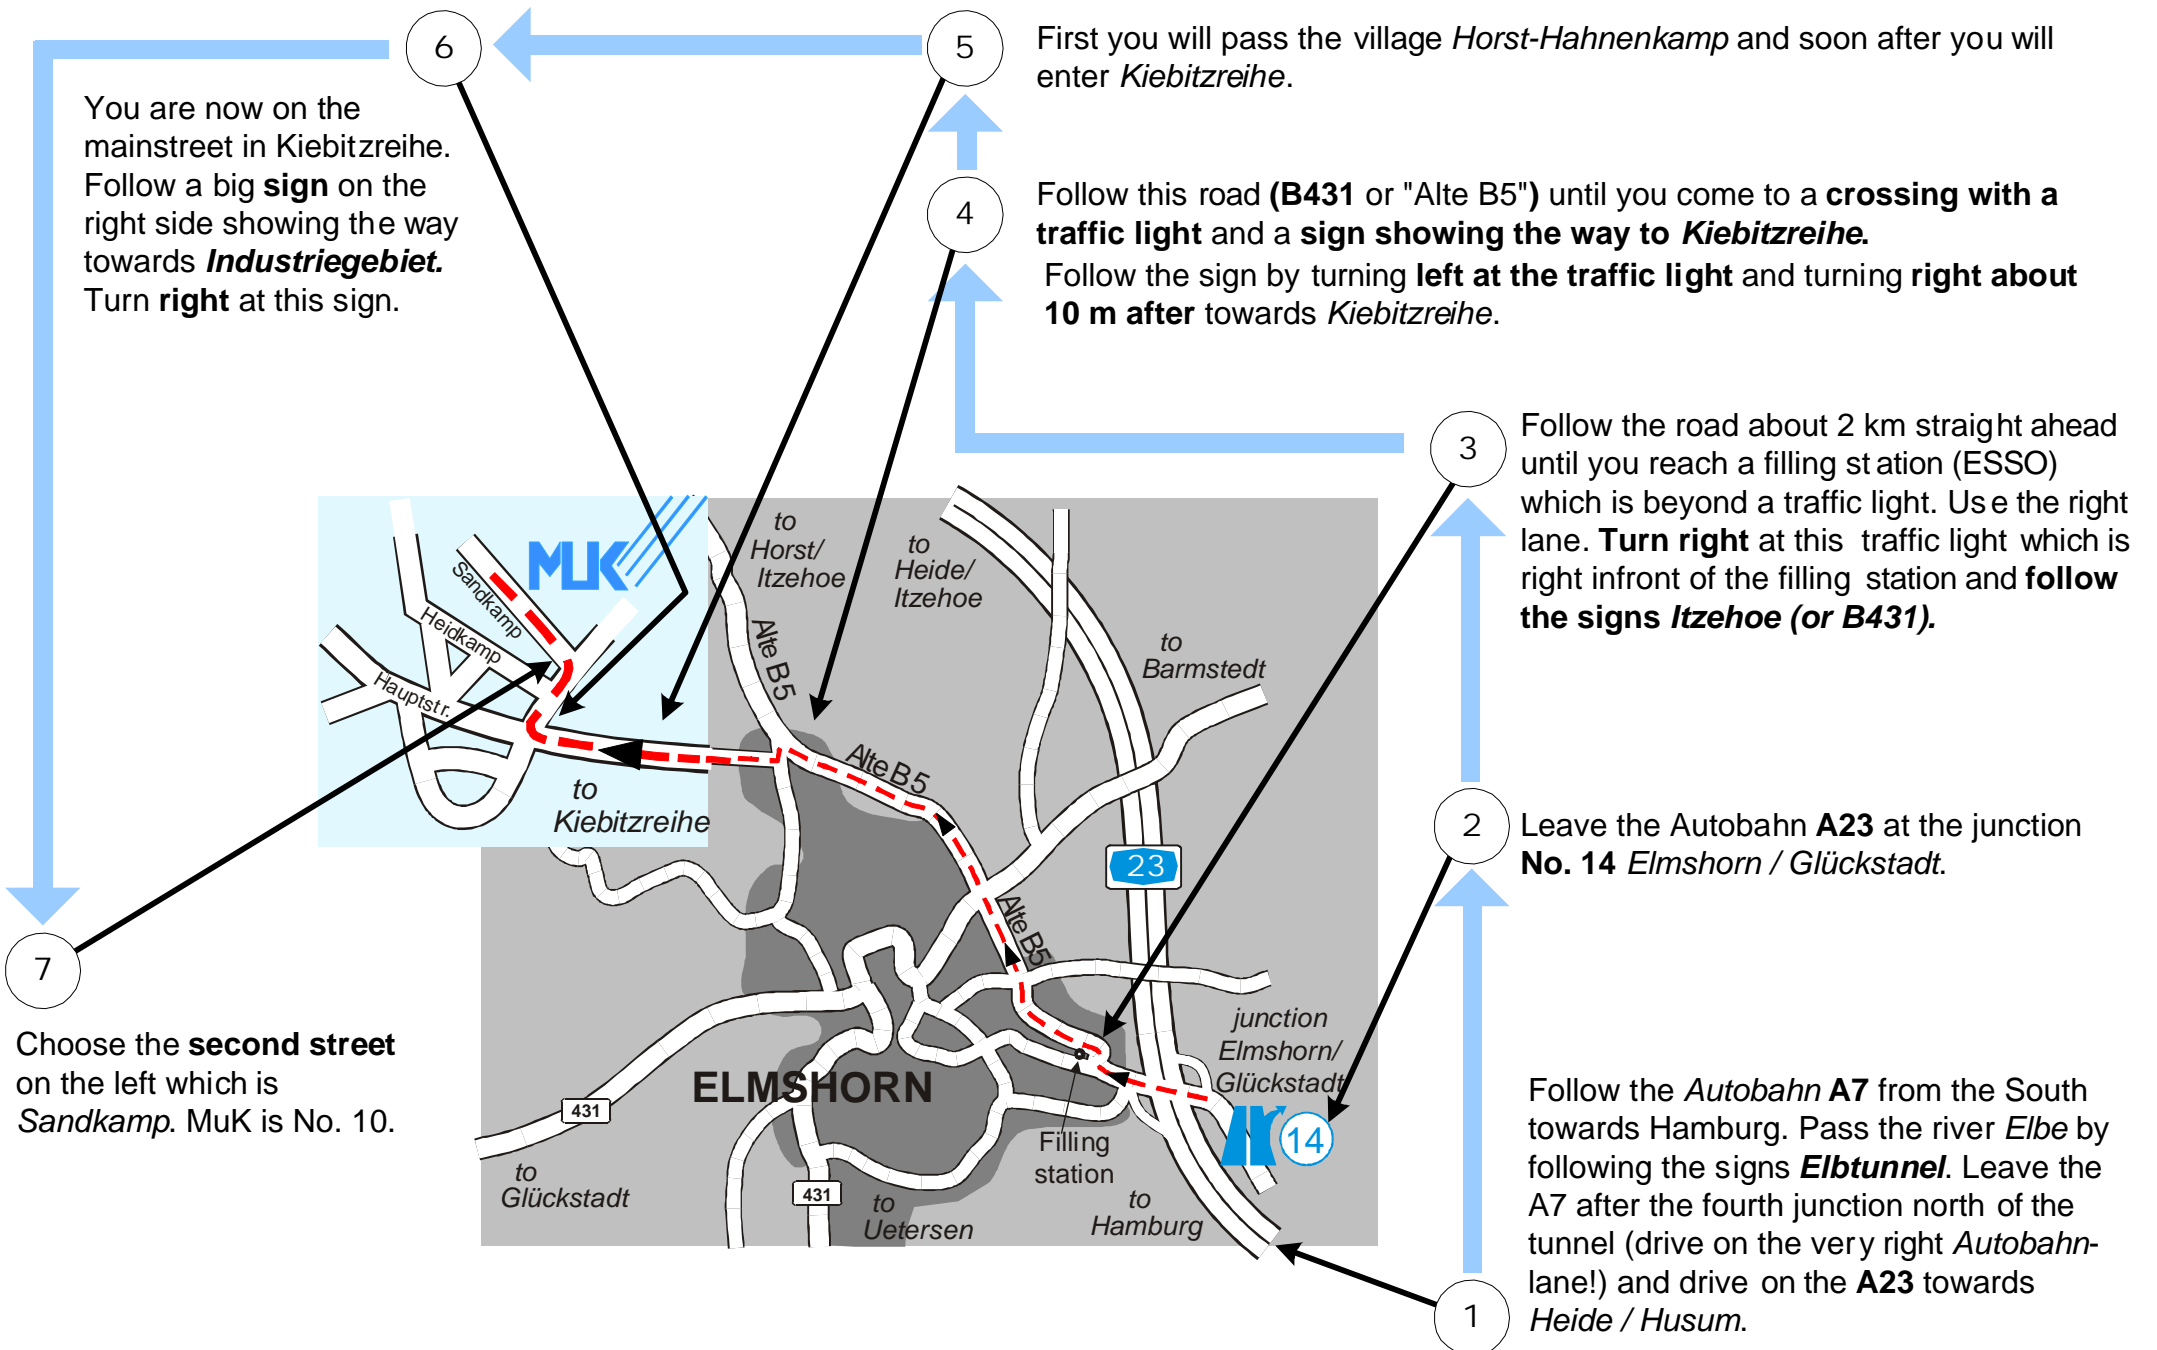 6
5
First you will pass the village Horst-Hahnenkamp and soon after you will
enter Kiebitzreihe.
You are now on the
mainstreet in Kiebitzreihe.
Follow a big sign on the
right side showing the way
towards Industriegebiet.
Turn right at this sign.
4
Follow this road (B431 or "Alte B5") until you come to a crossing with a
traffic light and a sign showing the way to Kiebitzreihe.
Follow the sign by turning left at the traffic light and turning right about
10 m after towards Kiebitzreihe.
3
Follow the road about 2 km straight ahead
until you reach a filling station (ESSO)
which is beyond a traffic light. Use the right
lane. Turn right at this traffic light which is
right infront of the filling station and follow
the signs Itzehoe (or B431).
MUK
Sandkamp
Heidkamp
Hauptstr.
to
Kiebitzreihe
to
Horst/
Itzehoe
to
Heide/
Itzehoe
Alte B5
to
Barmstedt
Alte B5
23
Alte B5
2
Leave the Autobahn A23 at the junction
No. 14 Elmshorn / Glückstadt.
7
Choose the second street
on the left which is
Sandkamp. MuK is No. 10.
junction
Elmshorn/
Glückstadt
14
ELMSHORN
431
Filling
station
to
Glückstadt
431
to
Uetersen
to
Hamburg
Follow the Autobahn A7 from the South
towards Hamburg. Pass the river Elbe by
following the signs Elbtunnel. Leave the
A7 after the fourth junction north of the
tunnel (drive on the very right Autobahn-
lane!) and drive on the A23 towards
Heide / Husum.
1